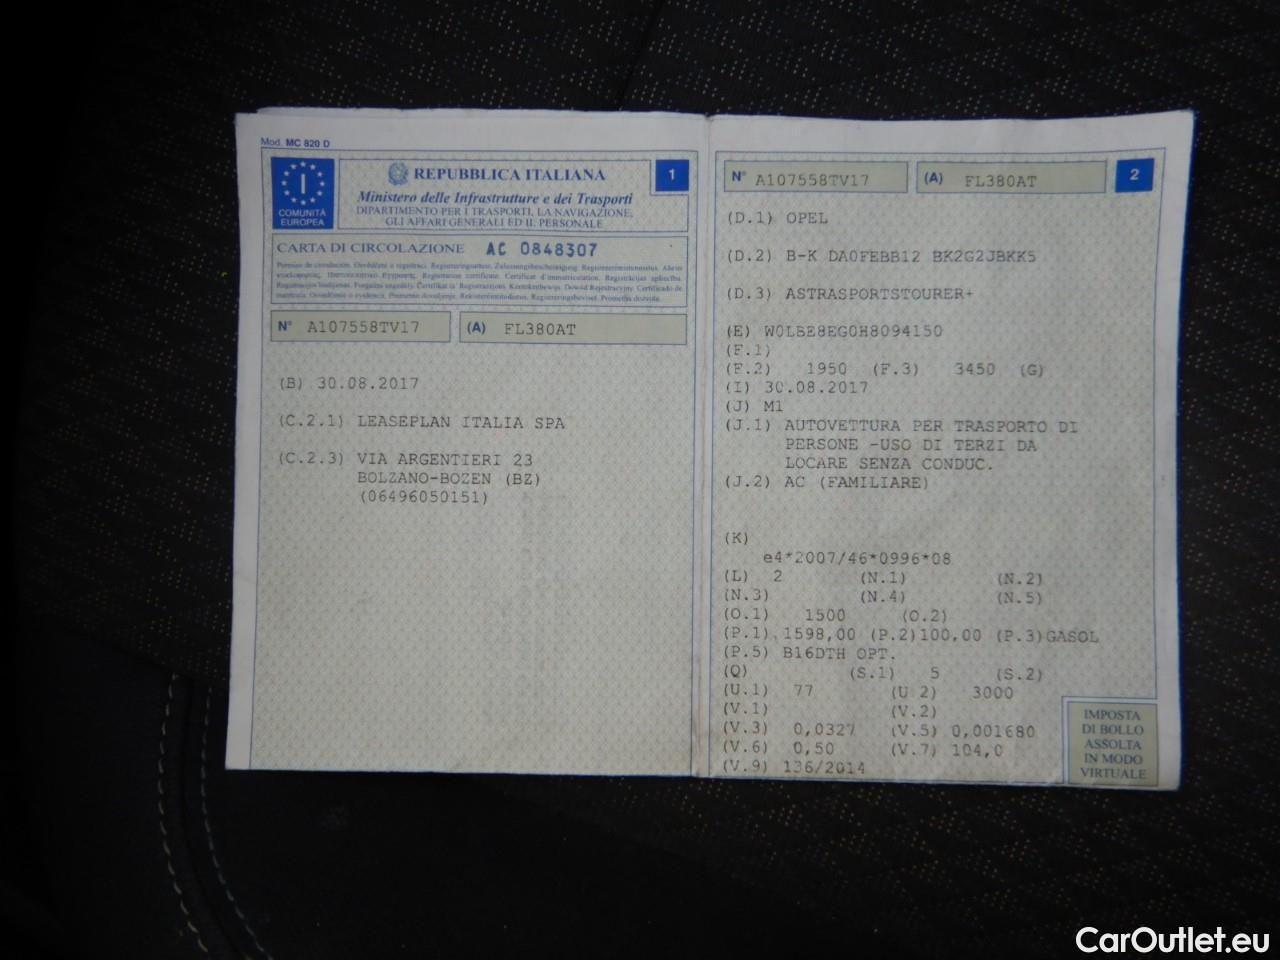 Mod. MC 820 D
I
COMUNITÀ
EUROPEA
REPUBBLICA ITALIANA
1
Ministero delle Infrastrutture e dei Trasporti
DIPARTIMENTO PER I TRASPORTI, LA NAVIGAZIONE,
GLI AFFARI GENERALI ED IL PERSONALE
CARTA DI CIRCOLAZIONE AC 0848307
N° A107558TV17 (A) FL380AT
(B) 30.08.2017
(C.2.1) LEASEPLAN ITALIA SPA
(C.2.3) VIA ARGENTIERI 23
BOLZANO-BOZEN (BZ)
(06496050151)
N° A107558TV17 (A) FL380AT 2
(D.1) OPEL
(D.2) B-K DA0FEBB12 BK2G2JBKK5
(D.3) ASTRASPORTSTOURER+
(E) W0LBE8EG0H8094150
(F.1)
(F.2) 1950 (F.3) 3450 (G)
(I) 30.08.2017
(J) M1
(J.1) AUTOVETTURA PER TRASPORTO DI
PERSONE -USO DI TERZI DA
LOCARE SENZA CONDUC.
(J.2) AC (FAMILIARE)
(K)
e4*2007/46*0996*08
(L) 2 (N.1) (N.2)
(N.3) (N.4) (N.5)
(O.1) 1500 (O.2)
(P.1) 1598,00 (P.2)100,00 (P.3)GASOL
(P.5) B16DTH OPT.
(Q) (S.1) 5 (S.2)
(U.1) 77 (U 2) 3000
(V.1) (V.2)
(V.3) 0,0327 (V.5) 0,001680
(V.6) 0,50 (V.7) 104,0
(V.9) 136/2014
IMPOSTA
DI BOLLO
ASSOLTA
IN MODO
VIRTUALE
CarOutlet.eu